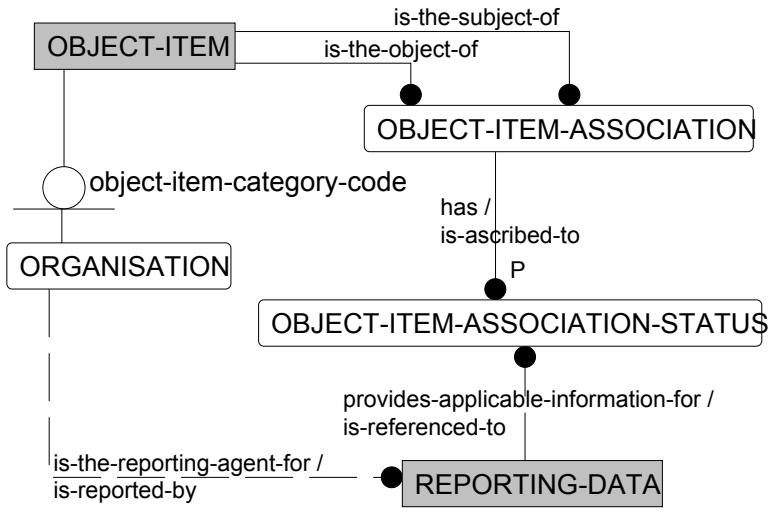 is-the-subject-of
OBJECT-ITEM
is-the-object-of
OBJECT-ITEM-ASSOCIATION
object-item-category-code
has /
is-ascribed-to
P
ORGANISATION
OBJECT-ITEM-ASSOCIATION-STATUS
provides-applicable-information-for /
is-referenced-to
is-the-reporting-agent-for /
is-reported-by
REPORTING-DATA